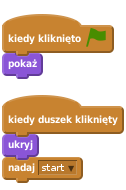 kiedy kliknięto
pokaż
kiedy duszek kliknięty
ukryj
nadaj start